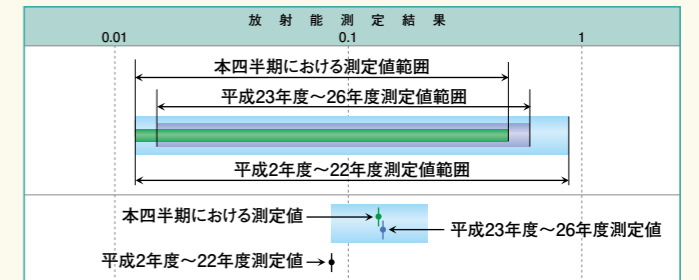 放射能測定結果
0.01 0.1 1
本四半期における測定値範囲
平成23年度～26年度測定値範囲
平成2年度～22年度測定値範囲
本四半期における測定値
平成23年度～26年度測定値
平成2年度～22年度測定値